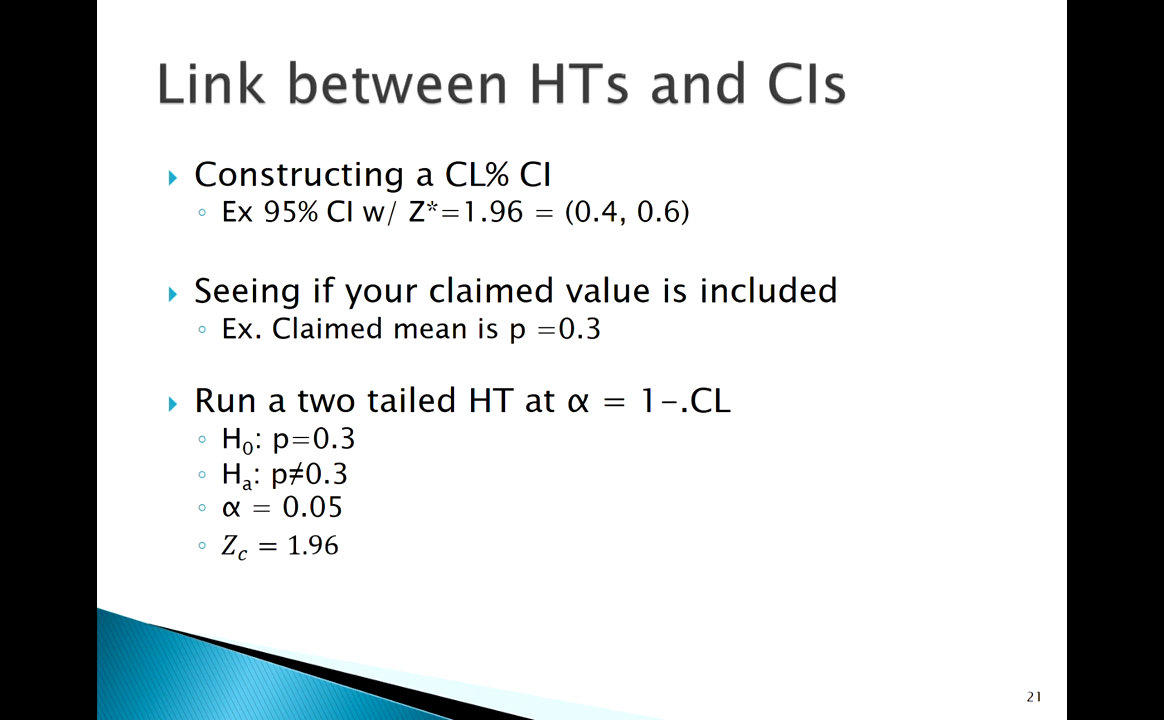 Link between HTs and CIs
Constructing a CL% CI
Ex 95% CI w/ Z*=1.96 = (0.4, 0.6)
Seeing if your claimed value is included
Ex. Claimed mean is p =0.3
Run a two tailed HT at α = 1-.CL
H₀: p=0.3
Hₐ: p≠0.3
α = 0.05
Z_c = 1.96
21